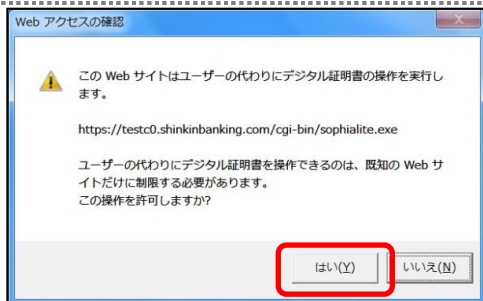 Web アクセスの確認
この Web サイトはユーザーの代わりにデジタル証明書の操作を実行し
ます。
https://testc0.shinkinbanking.com/cgi-bin/sophialite.exe
ユーザーの代わりにデジタル証明書を操作できるのは、既知の Web サ
イトだけに制限する必要があります。
この操作を許可しますか?
はい(Y) いいえ(N)